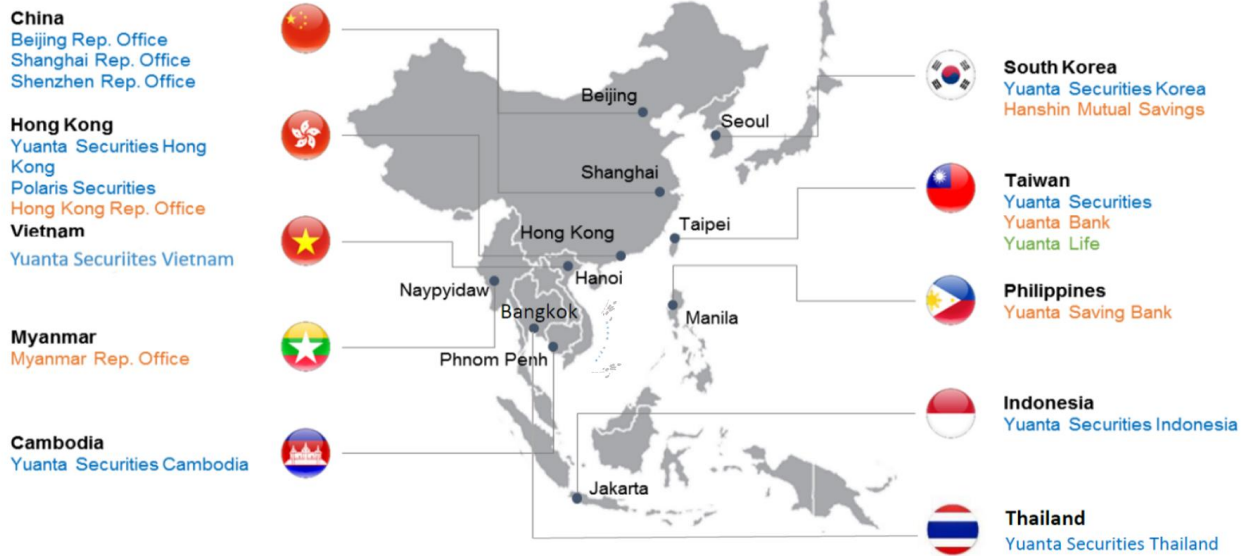 China
Beijing Rep. Office
Shanghai Rep. Office
Shenzhen Rep. Office
Hong Kong
Yuanta Securities Hong
Kong
Polaris Securities
Hong Kong Rep. Office
Vietnam
Yuanta Securiites Vietnam
Myanmar
Myanmar Rep. Office
Cambodia
Yuanta Securities Cambodia
Beijing
Seoul
Shanghai
Taipei
Hong Kong
Hanoi
Naypyidaw
Bangkok
Manila
Phnom Penh
Jakarta
South Korea
Yuanta Securities Korea
Hanshin Mutual Savings
Taiwan
Yuanta Securities
Yuanta Bank
Yuanta Life
Philippines
Yuanta Saving Bank
Indonesia
Yuanta Securities Indonesia
Thailand
Yuanta Securities Thailand